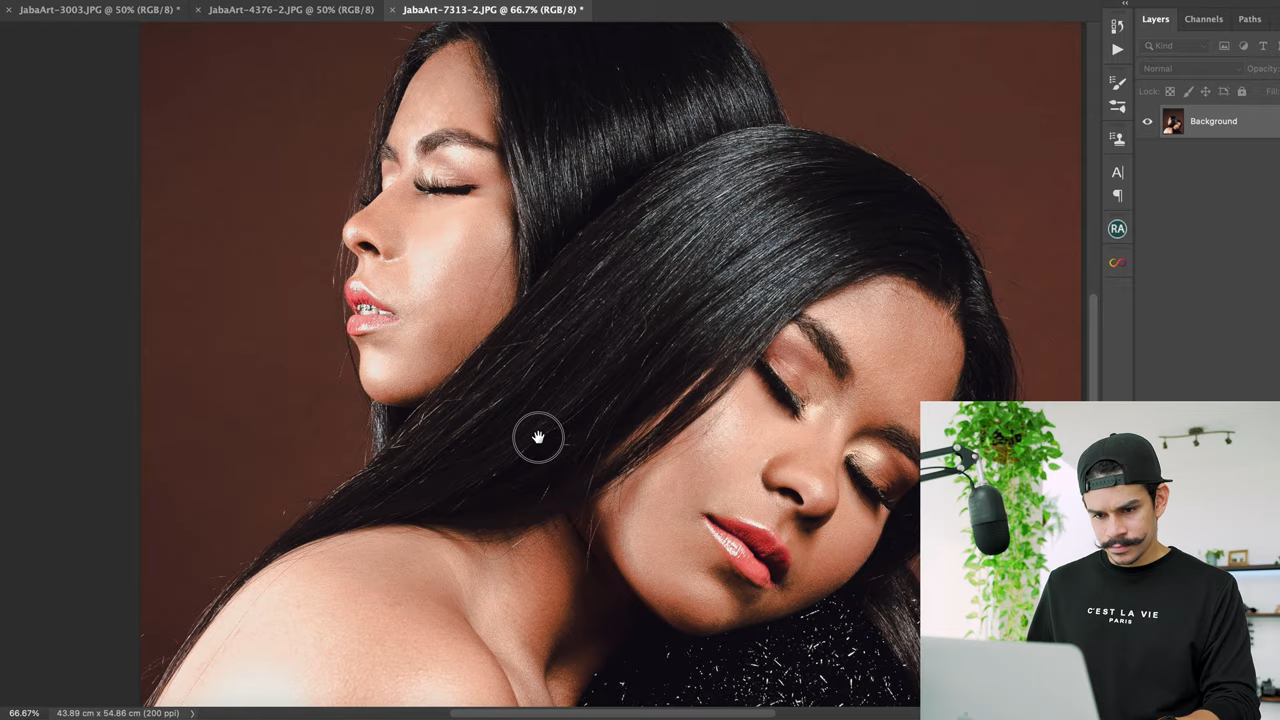 JabaArt-3003.JPG @ 50% (RGB/8) *
JabaArt-4376-2.JPG @ 50% (RGB/8)
JabaArt-7313-2.JPG @ 66.7% (RGB/8) *
Layers
Channels
Paths
Kind
Normal
Opacity:
Lock:
Fill:
Background
A|
RA
C'EST LA VIE
PARIS
66.67%
43.89 cm x 54.86 cm (200 ppi)